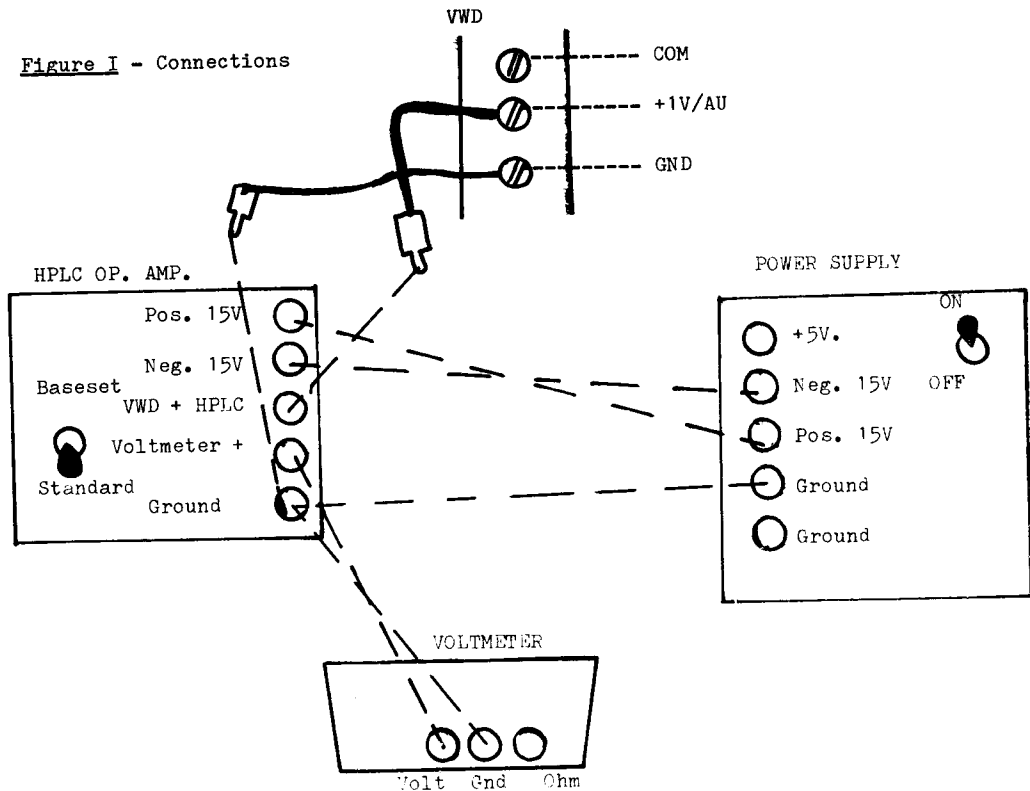 VWD
Figure I - Connections
COM
+1V/AU
GND
HPLC OP. AMP.
Pos. 15V
Neg. 15V
Baseset
VWD + HPLC
Voltmeter +
Standard
Ground
POWER SUPPLY
ON
+5V.
OFF
Neg. 15V
Pos. 15V
Ground
Ground
VOLTMETER
Volt Gnd Ohm